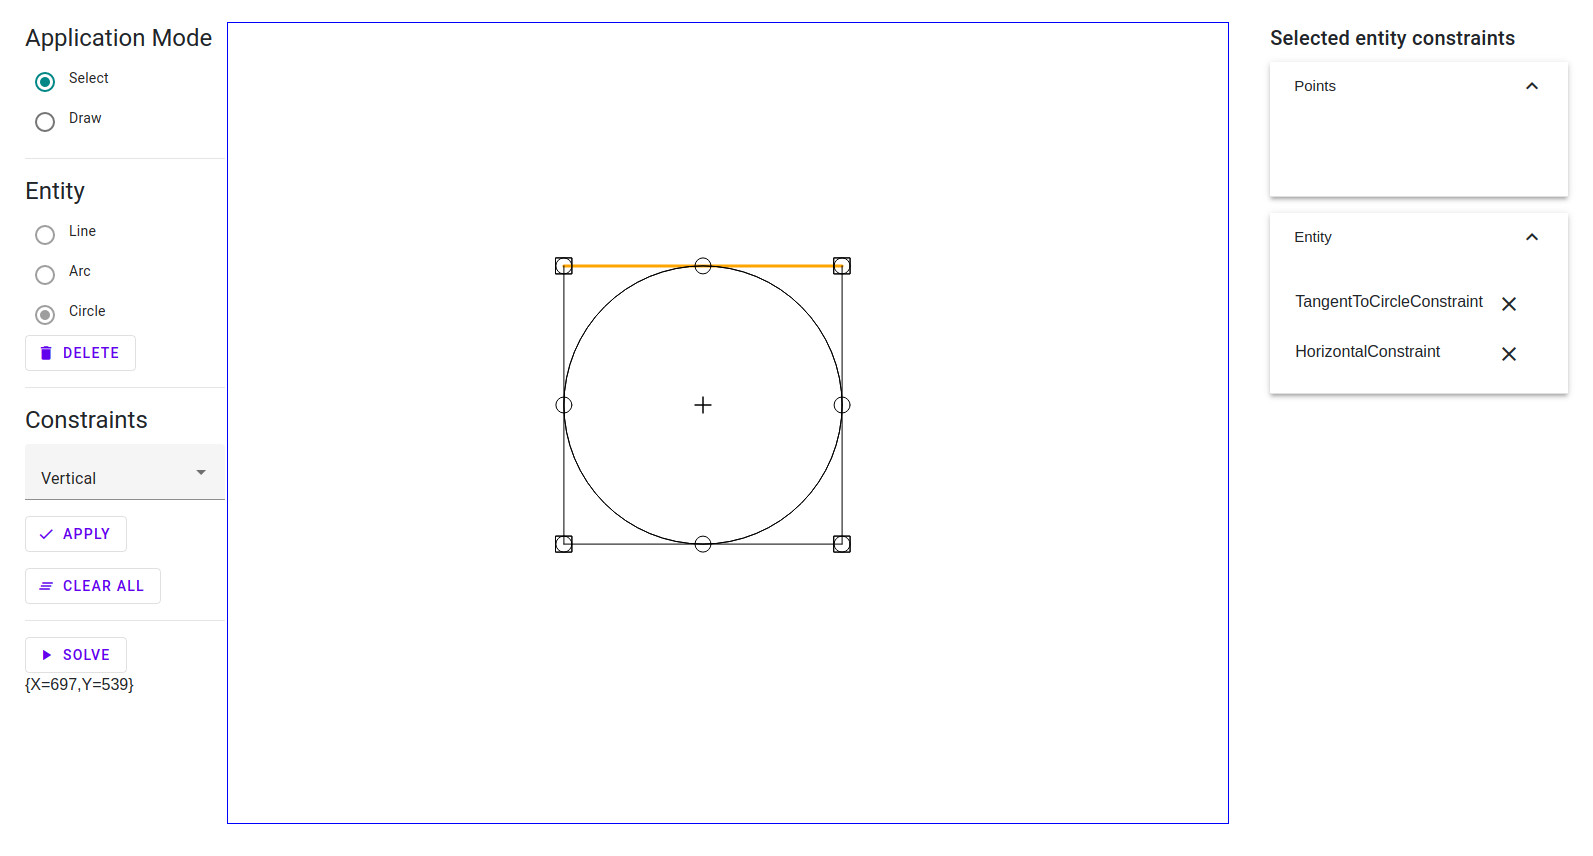 Application Mode
Select
Draw
Entity
Line
Arc
Circle
DELETE
Constraints
Vertical
APPLY
CLEAR ALL
SOLVE
{X=697,Y=539}
Selected entity constraints
Points
Entity
TangentToCircleConstraint
HorizontalConstraint